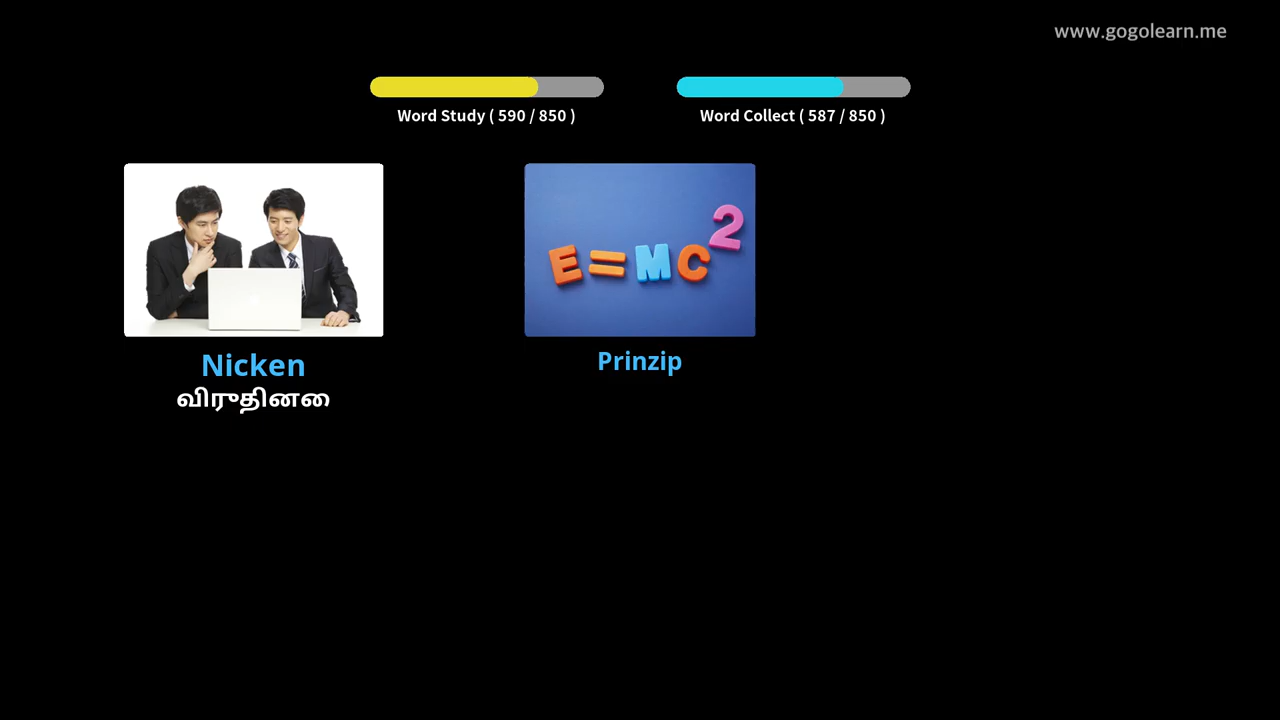 www.gogolearn.me
Word Study ( 590 / 850 )
Word Collect ( 587 / 850 )
E=MC2
Nicken
Prinzip
விருதினை